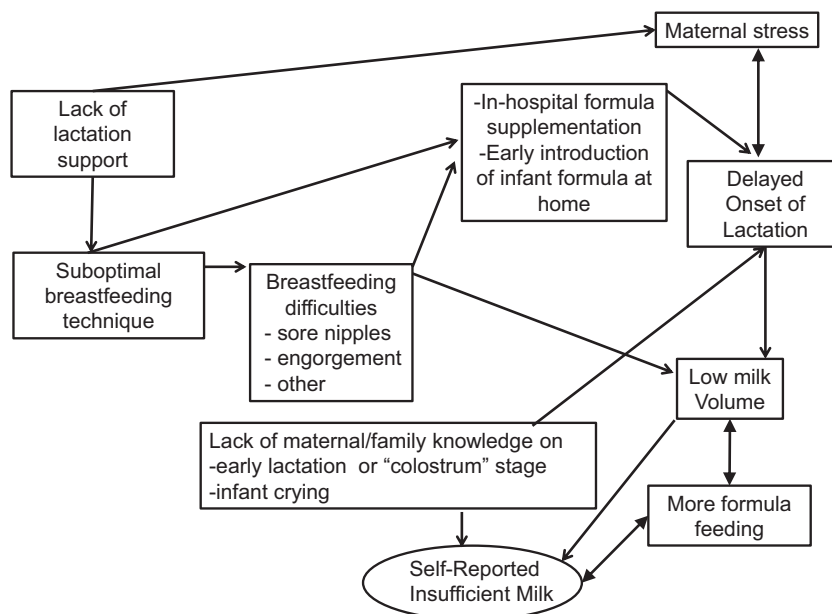 Maternal stress
Lack of
lactation
support
-In-hospital formula
supplementation
-Early introduction
of infant formula at
home
Delayed
Onset of
Lactation
Suboptimal
breastfeeding
technique
Breastfeeding
difficulties
- sore nipples
- engorgement
- other
Low milk
Volume
Lack of maternal/family knowledge on
-early lactation or “colostrum” stage
-infant crying
More formula
feeding
Self-Reported
Insufficient Milk